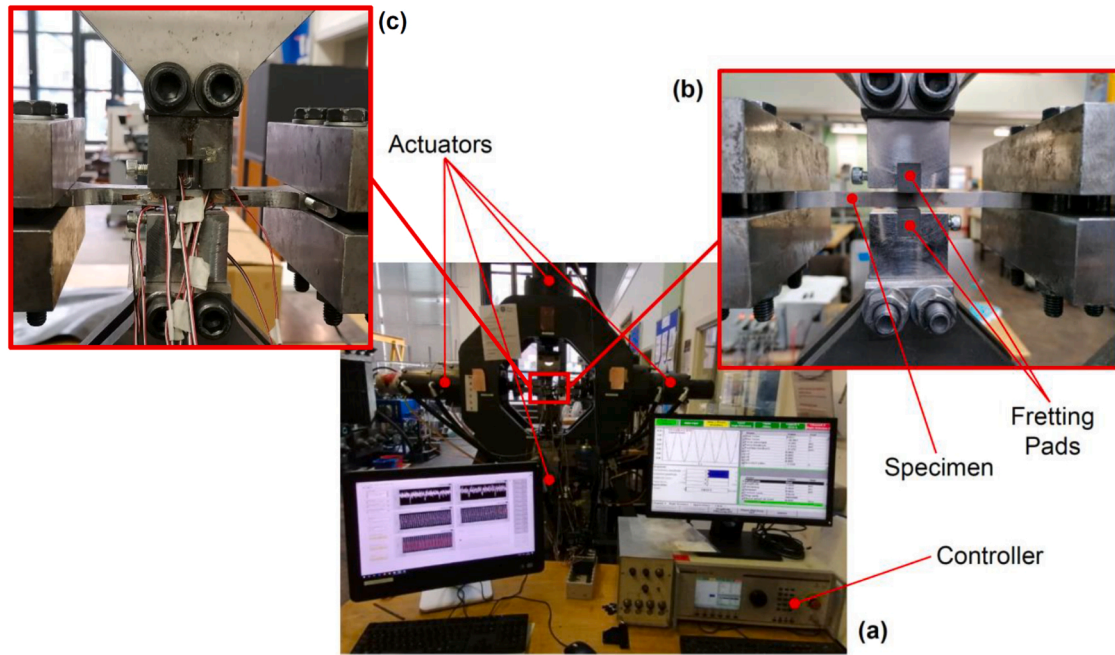 (c)
(b)
Actuators
Fretting
Pads
Specimen
Controller
(a)